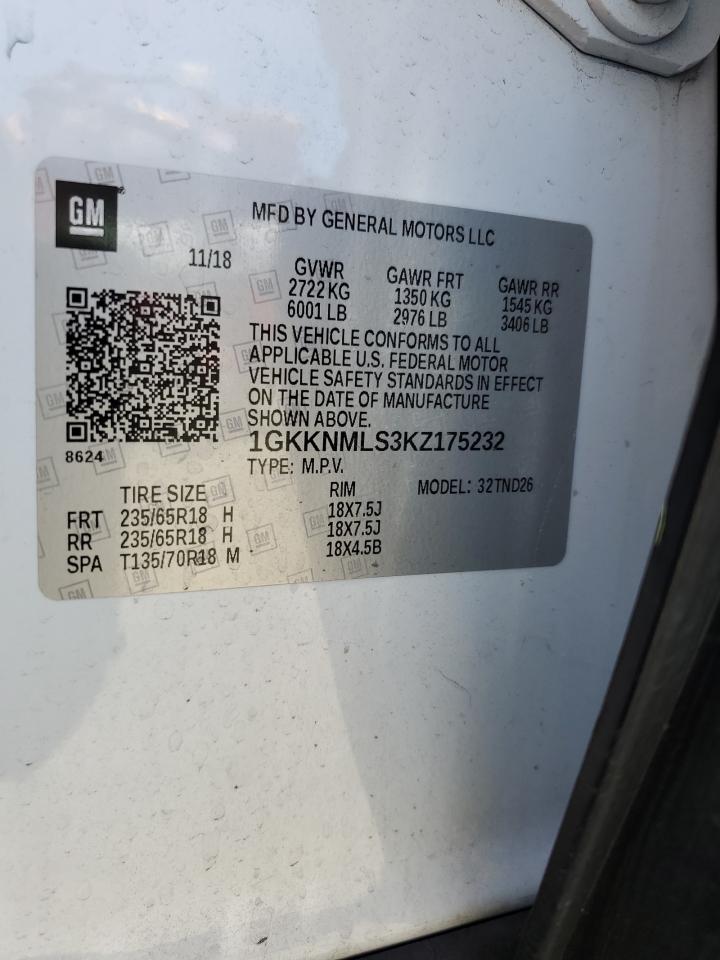 GM
MFD BY GENERAL MOTORS LLC
11/18
GVWR GAWR FRT GAWR RR
2722 KG 1350 KG 1545 KG
6001 LB 2976 LB 3406 LB
THIS VEHICLE CONFORMS TO ALL
APPLICABLE U.S. FEDERAL MOTOR
VEHICLE SAFETY STANDARDS IN EFFECT
ON THE DATE OF MANUFACTURE
SHOWN ABOVE.
8624
1GKKNMLS3KZ175232
TYPE: M.P.V. MODEL: 32TND26
TIRE SIZE RIM
FRT 235/65R18 H 18X7.5J
RR 235/65R18 H 18X7.5J
SPA T135/70R18 M 18X4.5B